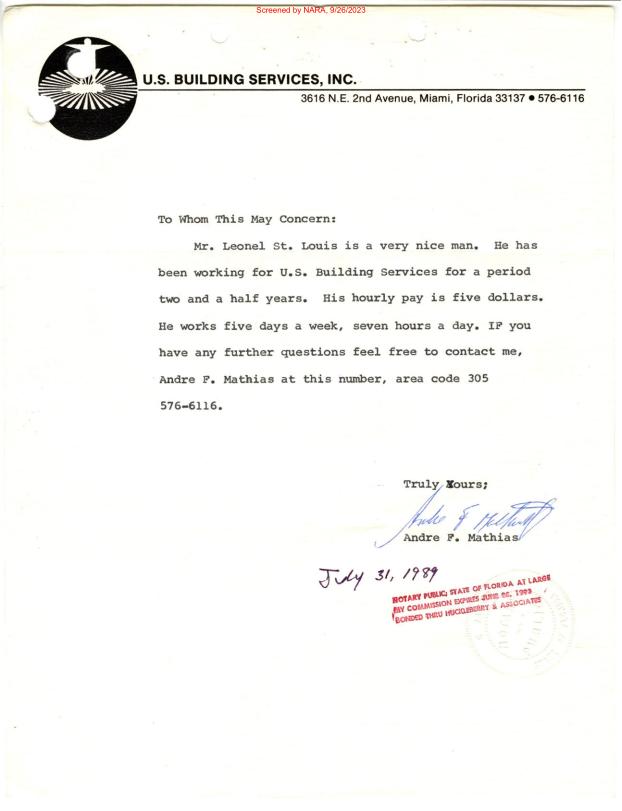 Screened by NARA, 9/26/2023
U.S. BUILDING SERVICES, INC.
3616 N.E. 2nd Avenue, Miami, Florida 33137 ● 576-6116
To Whom This May Concern:
Mr. Leonel St. Louis is a very nice man. He has
been working for U.S. Building Services for a period
two and a half years. His hourly pay is five dollars.
He works five days a week, seven hours a day. IF you
have any further questions feel free to contact me,
Andre F. Mathias at this number, area code 305
576-6116.
Truly Yours;
Andre F. Mathias
July 31, 1989
NOTARY PUBLIC; STATE OF FLORIDA AT LARGE
MY COMMISSION EXPIRES JUNE 26, 1993
BONDED THRU HUCKLEBERRY & ASSOCIATES